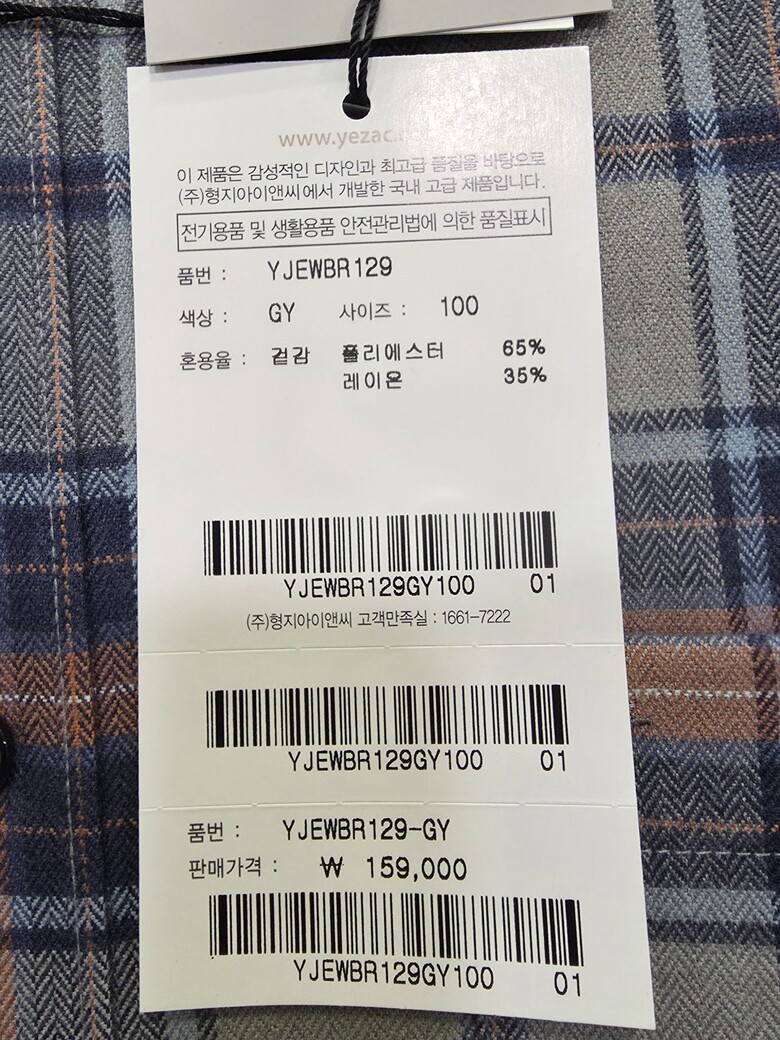 www.yezac.
이 제품은 감성적인 디자인과 최고급 품질을 바탕으로
(주)형지아이앤씨에서 개발한 국내 고급 제품입니다.
전기용품 및 생활용품 안전관리법에 의한 품질표시
품번 : YJEWBR129
색상 : GY 사이즈 : 100
혼용율 : 겉감 폴리에스터 65%
레이온 35%
YJEWBR129GY100 01
(주)형지아이앤씨 고객만족실 : 1661-7222
YJEWBR129GY100 01
품번 : YJEWBR129-GY
판매가격 : ₩ 159,000
YJEWBR129GY100 01